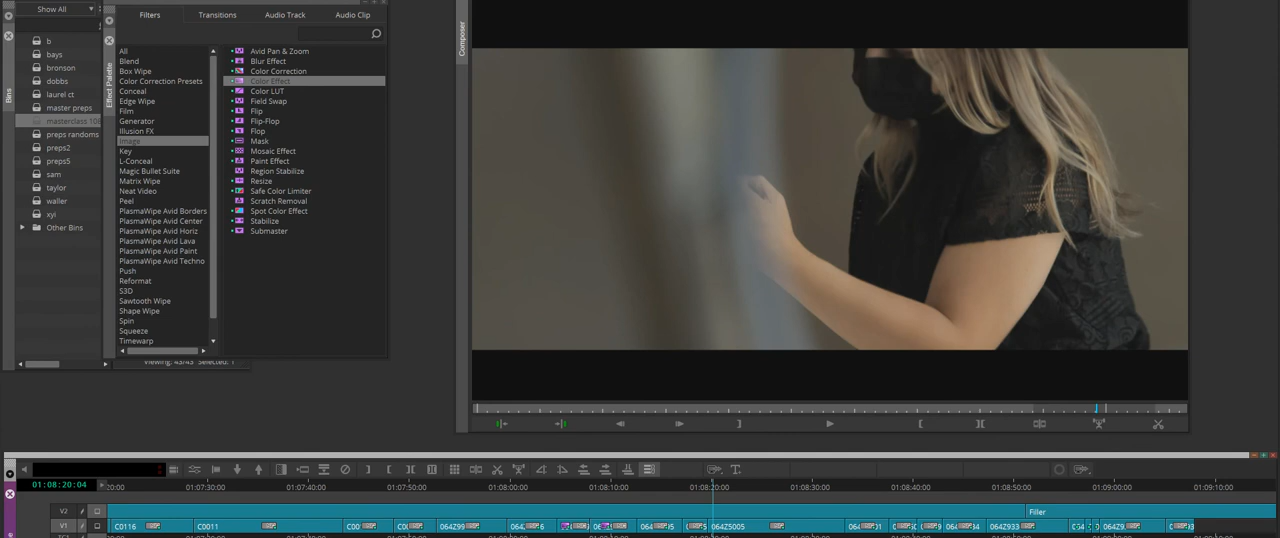 Show All
Filters
Transitions
Audio Track
Audio Clip
Bins
b
bays
bronson
dobbs
laurel ct
master preps
masterclass 108
preps randoms
preps2
preps5
sam
taylor
waller
xyi
Other Bins
Effect Palette
All
Blend
Box Wipe
Color Correction Presets
Conceal
Edge Wipe
Film
Generator
Illusion FX
Image
Key
L-Conceal
Magic Bullet Suite
Matrix Wipe
Neat Video
Peel
PlasmaWipe Avid Borders
PlasmaWipe Avid Center
PlasmaWipe Avid Horiz
PlasmaWipe Avid Lava
PlasmaWipe Avid Paint
PlasmaWipe Avid Techno
Push
Reformat
S3D
Sawtooth Wipe
Shape Wipe
Spin
Squeeze
Timewarp
Avid Pan & Zoom
Blur Effect
Color Correction
Color Effect
Color LUT
Field Swap
Flip
Flip-Flop
Flop
Mask
Mosaic Effect
Paint Effect
Region Stabilize
Resize
Safe Color Limiter
Scratch Removal
Spot Color Effect
Stabilize
Submaster
Viewing: 43/43 Selected: 1
Composer
01:08:20:04
20:00
01:07:30:00
01:07:40:00
01:07:50:00
01:08:00:00
01:08:10:00
01:08:20:00
01:08:30:00
01:08:40:00
01:08:50:00
01:09:00:00
01:09:10:00
V2
Filler
V1
C0116
C0011
064Z99
064Z5005
064Z933